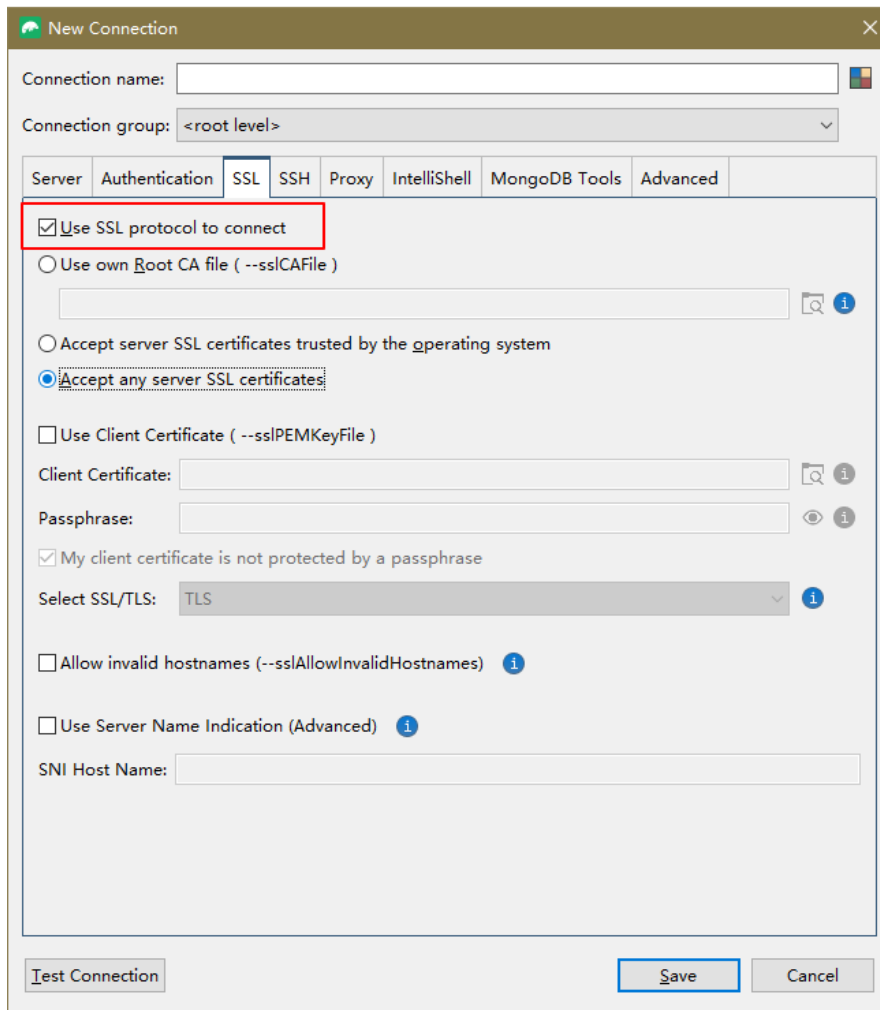 New Connection
Connection name:
Connection group: <root level>
Server Authentication SSL SSH Proxy IntelliShell MongoDB Tools Advanced
Use SSL protocol to connect
Use own Root CA file ( --sslCAFile )
Accept server SSL certificates trusted by the operating system
Accept any server SSL certificates
Use Client Certificate ( --sslPEMKeyFile )
Client Certificate:
Passphrase:
My client certificate is not protected by a passphrase
Select SSL/TLS: TLS
Allow invalid hostnames (--sslAllowInvalidHostnames)
Use Server Name Indication (Advanced)
SNI Host Name:
Test Connection Save Cancel